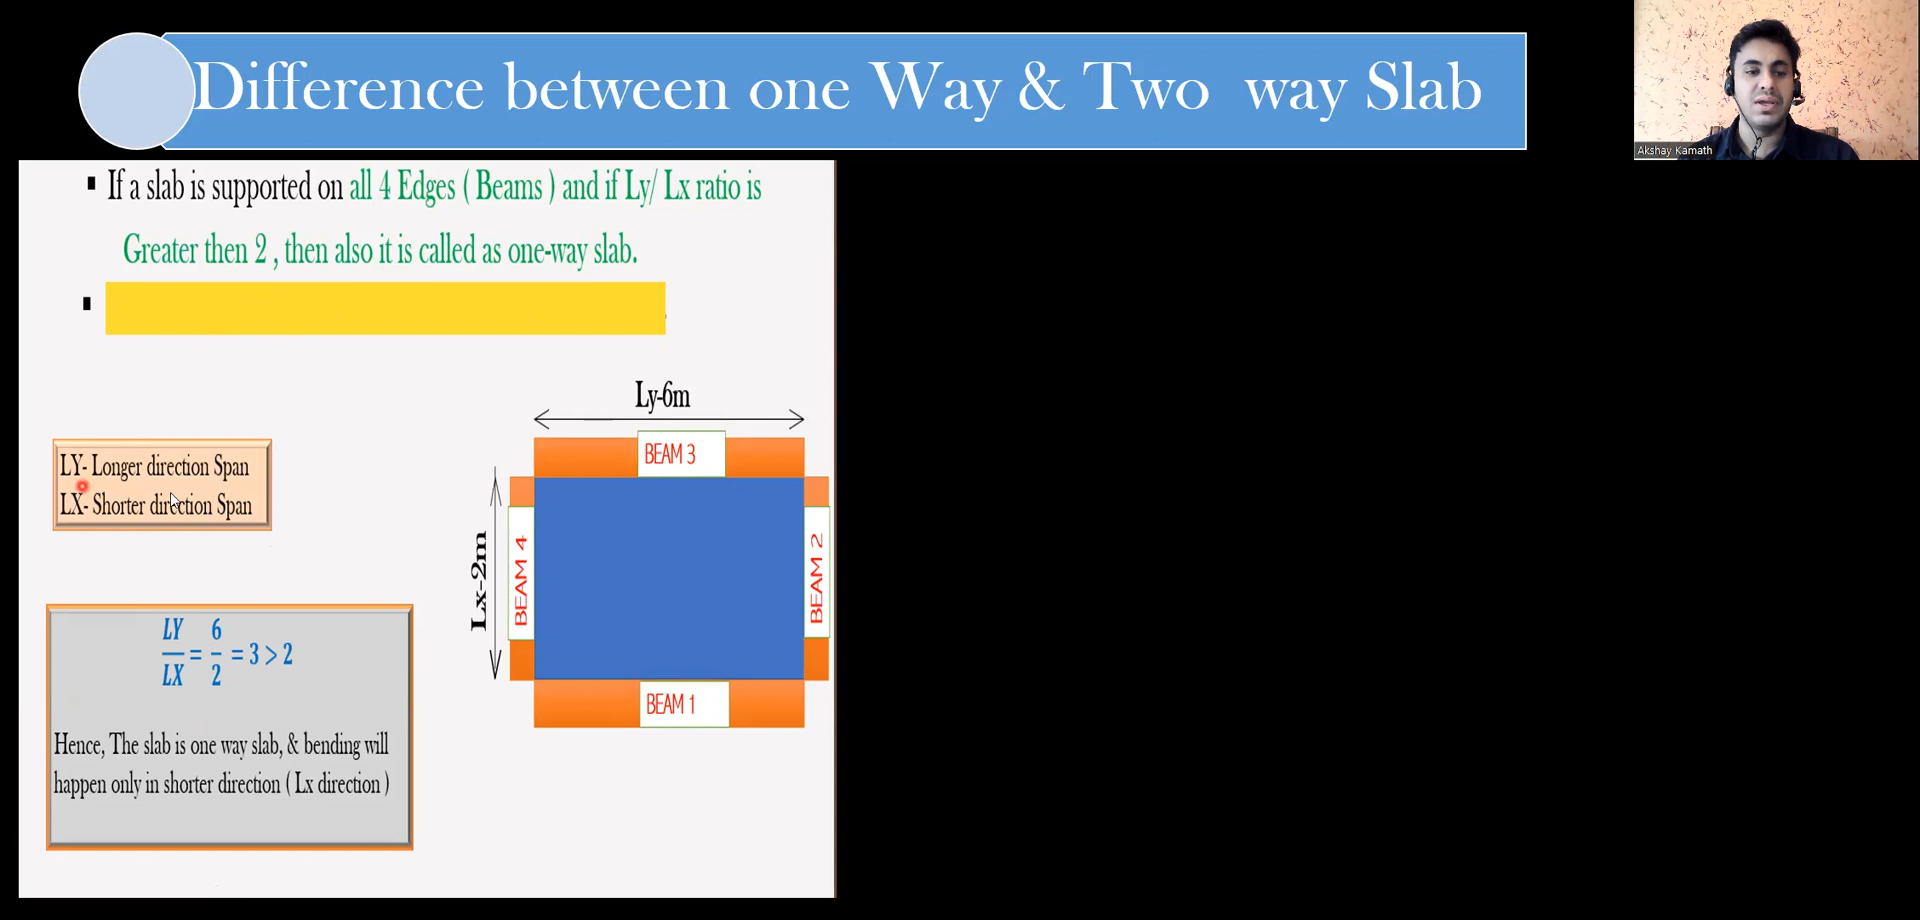 Difference between one Way & Two way Slab
Akshay Kamath
▪ If a slab is supported on all 4 Edges ( Beams ) and if Ly/ Lx ratio is
Greater then 2 , then also it is called as one-way slab.
▪
Ly-6m
BEAM 3
LY- Longer direction Span
LX- Shorter direction Span
Lx-2m
BEAM 4
BEAM 2
LY/LX = 6/2 = 3 > 2
BEAM 1
Hence, The slab is one way slab, & bending will
happen only in shorter direction ( Lx direction )